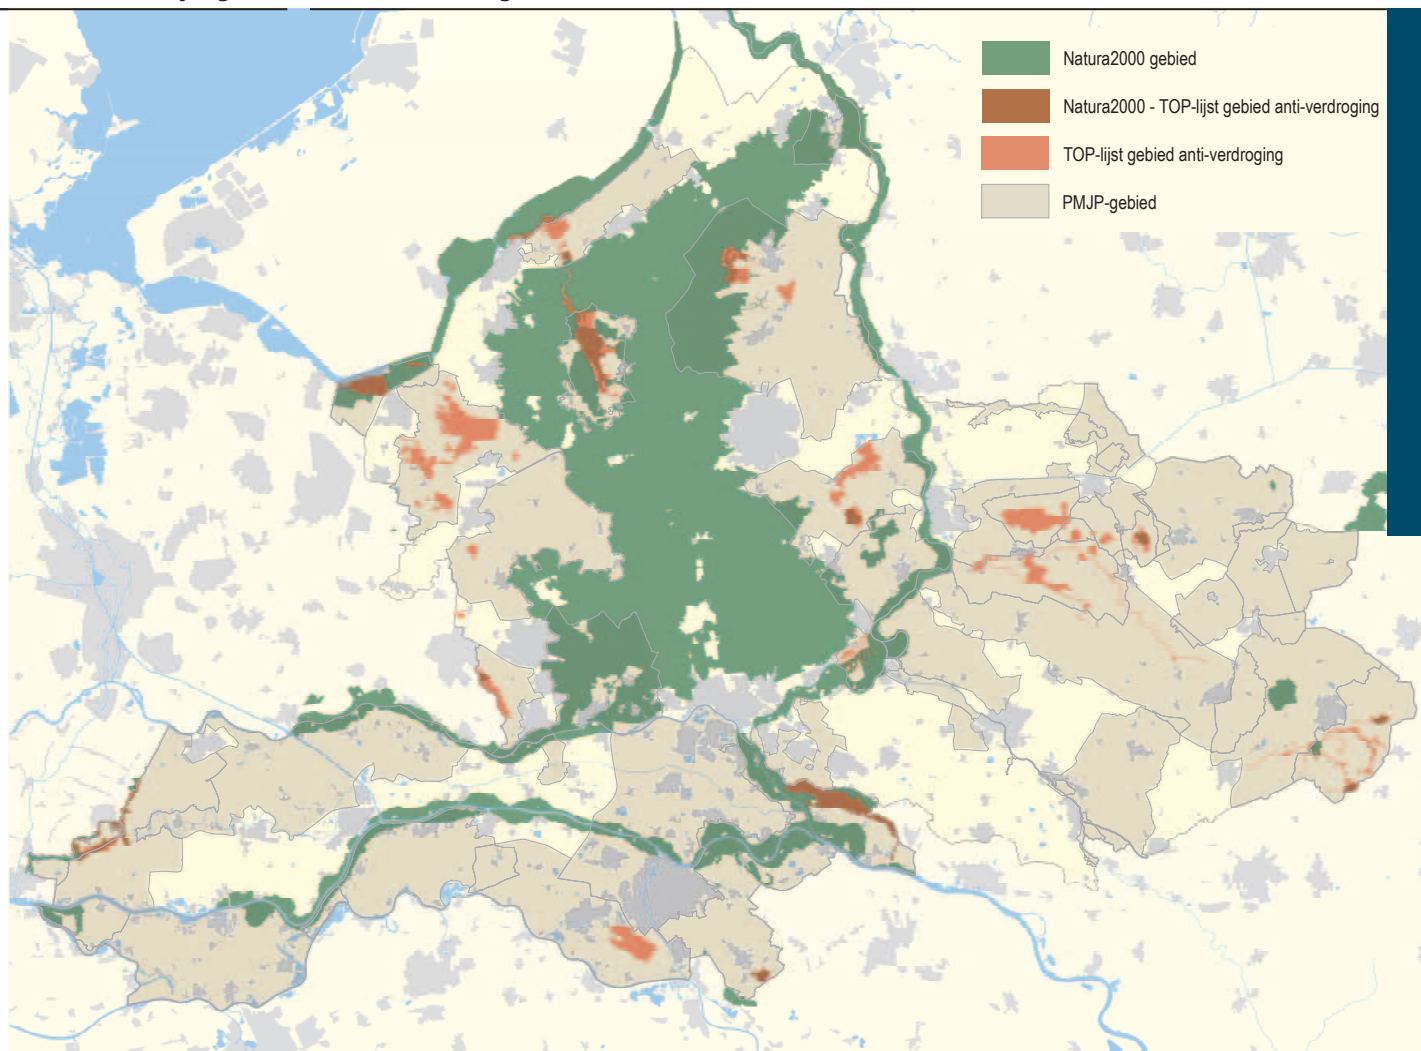 Natura2000 gebied
Natura2000 - TOP-lijst gebied anti-verdroging
TOP-lijst gebied anti-verdroging
PMJP-gebied